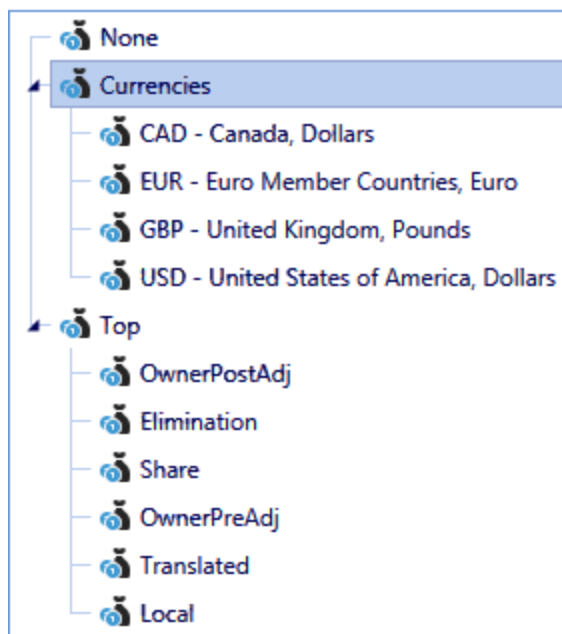 None
Currencies
CAD - Canada, Dollars
EUR - Euro Member Countries, Euro
GBP - United Kingdom, Pounds
USD - United States of America, Dollars
Top
OwnerPostAdj
Elimination
Share
OwnerPreAdj
Translated
Local